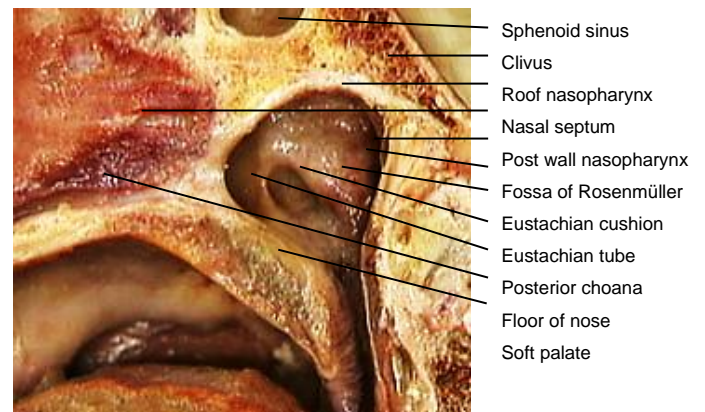 Sphenoid sinus
Clivus
Roof nasopharynx
Nasal septum
Post wall nasopharynx
Fossa of Rosenmüller
Eustachian cushion
Eustachian tube
Posterior choana
Floor of nose
Soft palate